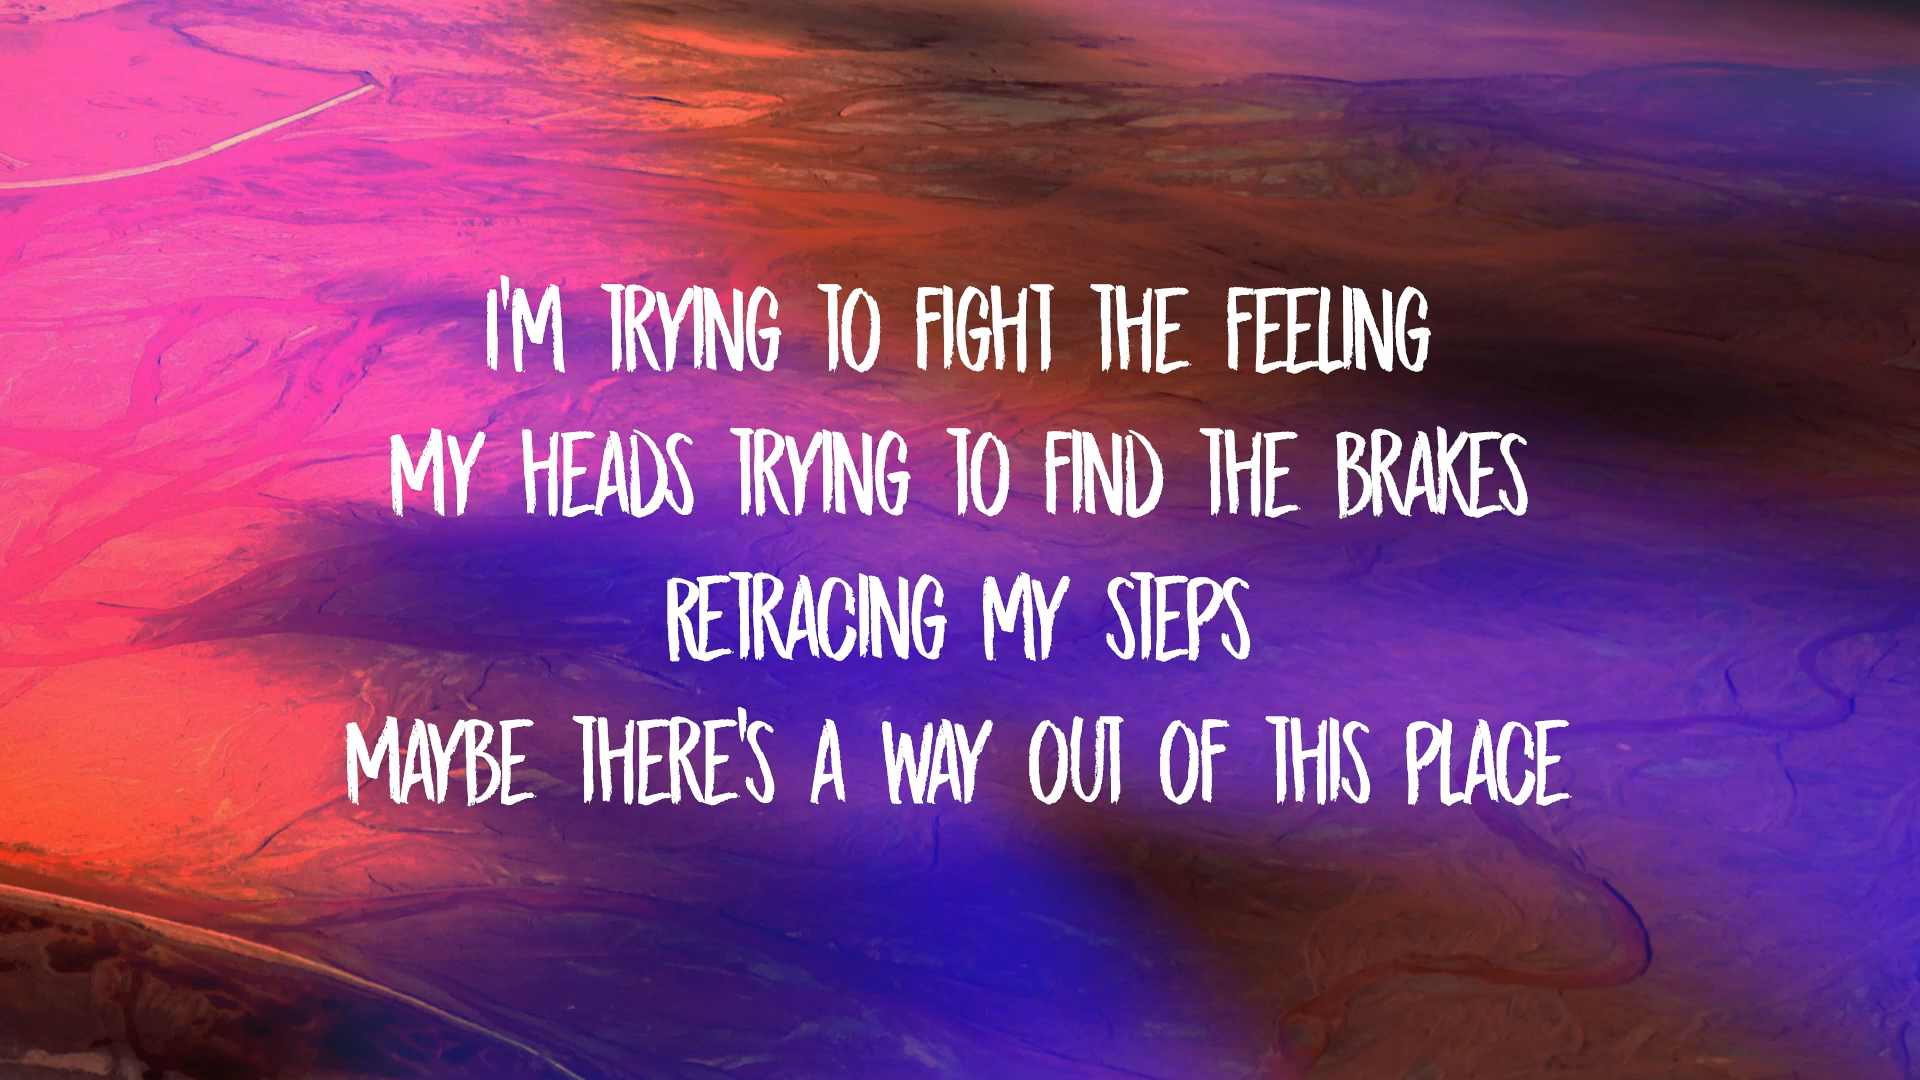 I'M TRYING TO FIGHT THE FEELING
MY HEADS TRYING TO FIND THE BRAKES
RETRACING MY STEPS
MAYBE THERE'S A WAY OUT OF THIS PLACE